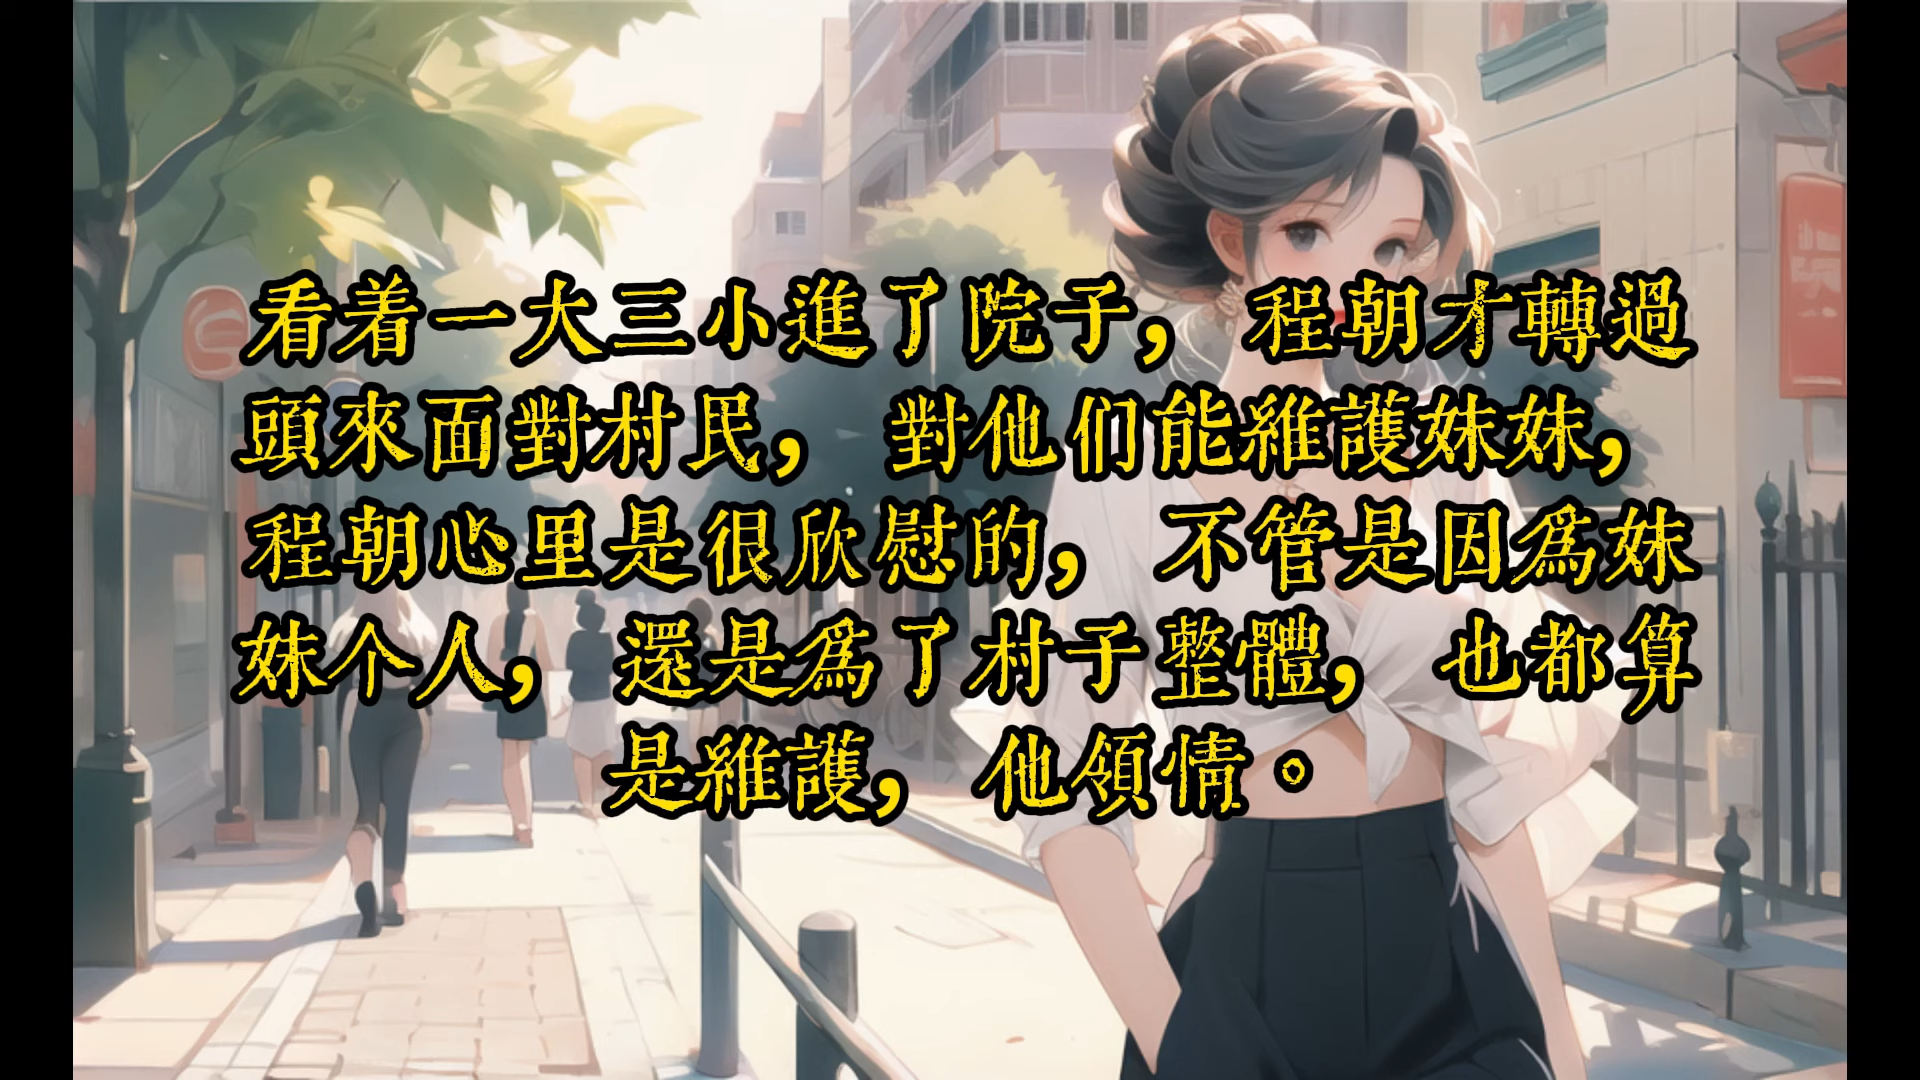 看着一大三小進了院子，程朝才轉過
頭來面對村民，對他们能維護妹妹，
程朝心里是很欣慰的，不管是因爲妹
妹个人，還是爲了村子整體，也都算
是維護，他領情。